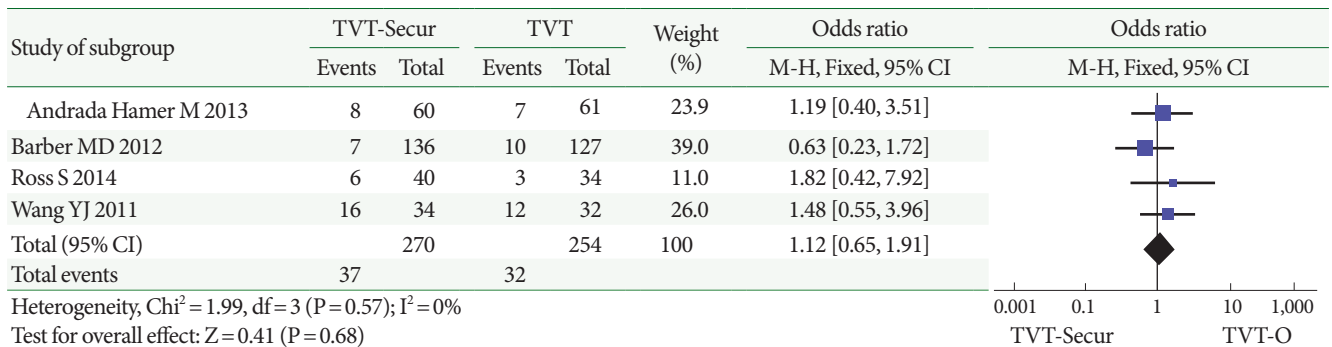 Study of subgroup TVT-Secur TVT Weight (%) Odds ratio Odds ratio
Events Total Events Total M-H, Fixed, 95% CI M-H, Fixed, 95% CI
Andrada Hamer M 2013 8 60 7 61 23.9 1.19 [0.40, 3.51]
Barber MD 2012 7 136 10 127 39.0 0.63 [0.23, 1.72]
Ross S 2014 6 40 3 34 11.0 1.82 [0.42, 7.92]
Wang YJ 2011 16 34 12 32 26.0 1.48 [0.55, 3.96]
Total (95% CI) 270 254 100 1.12 [0.65, 1.91]
Total events 37 32
Heterogeneity, Chi² = 1.99, df = 3 (P = 0.57); I² = 0%
Test for overall effect: Z = 0.41 (P = 0.68)
0.001 0.1 1 10 1,000
TVT-Secur TVT-O